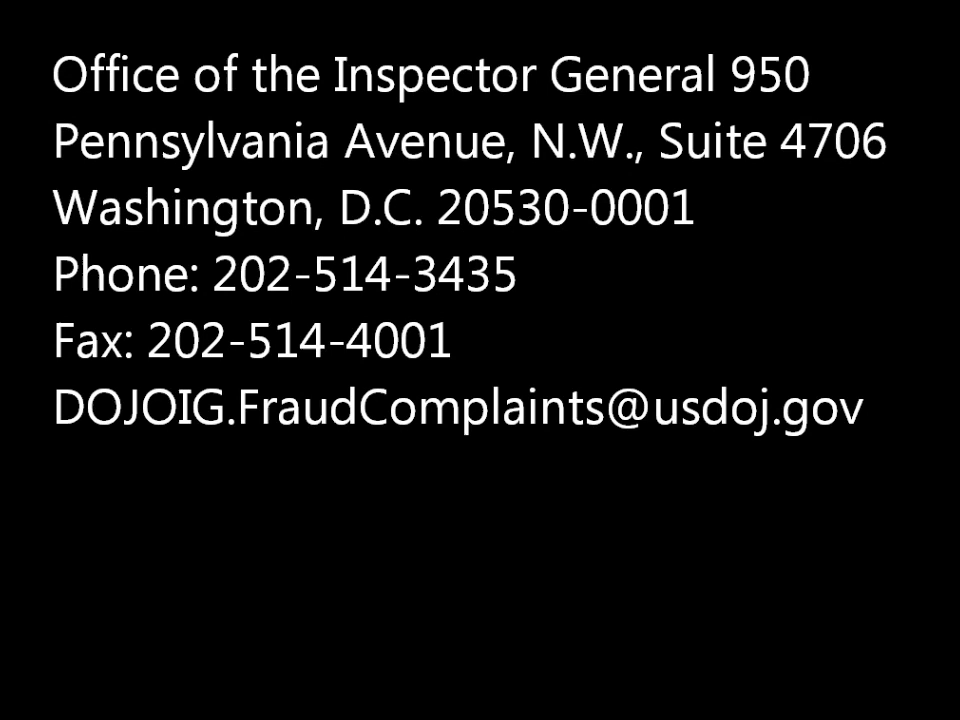 Office of the Inspector General 950
Pennsylvania Avenue, N.W., Suite 4706
Washington, D.C. 20530-0001
Phone: 202-514-3435
Fax: 202-514-4001
DOJOIG.FraudComplaints@usdoj.gov